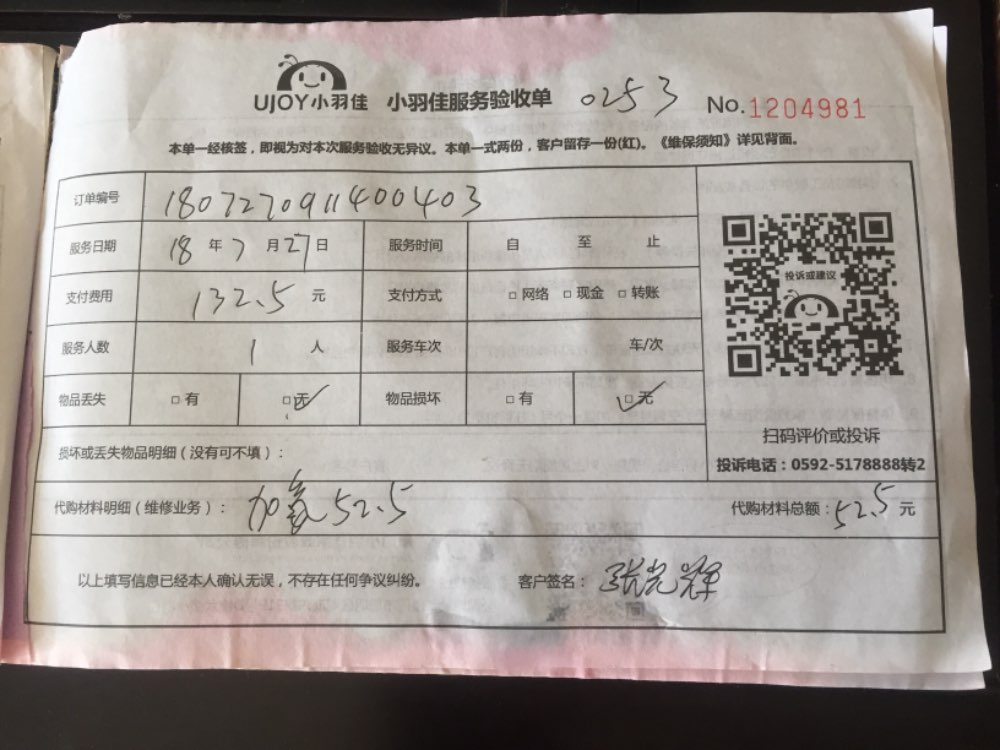 UJOY小羽佳 小羽佳服务验收单 0253 No.1204981
本单一经核签，即视为对本次服务验收无异议。本单一式两份，客户留存一份(红)。《维保须知》详见背面。
订单编号 180727091400403
服务日期 18 年 7 月 27 日 服务时间 自 至 止
支付费用 132.5 元 支付方式 □ 网络 □ 现金 □ 转账
服务人数 1 人 服务车次 车/次
物品丢失 □ 有 □ 无 物品损坏 □ 有 □ 无
投诉或建议
扫码评价或投诉
投诉电话：0592-5178888转2
损坏或丢失物品明细（没有可不填）：
代购材料明细（维修业务）： 加氟 52.5 代购材料总额：52.5 元
以上填写信息已经本人确认无误，不存在任何争议纠纷。 客户签名：张光辉